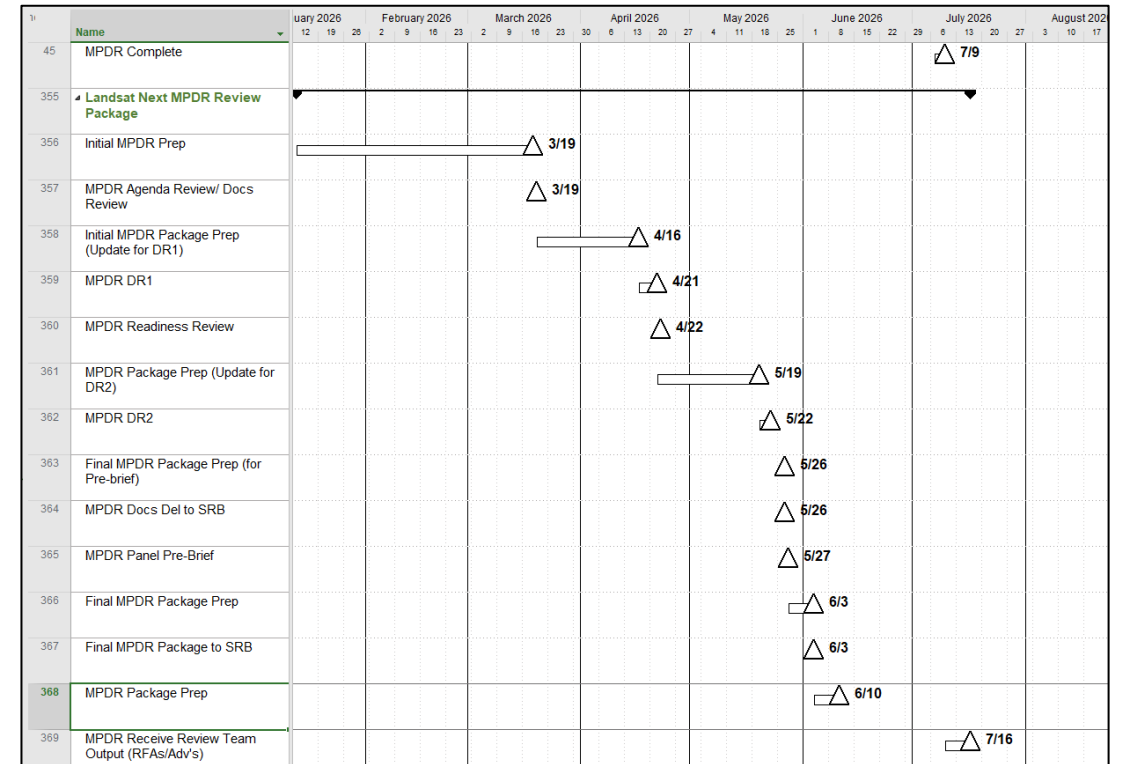 uary 2026 February 2026 March 2026 April 2026 May 2026 June 2026 July 2026 August 202
Name 12 19 26 2 9 16 23 2 9 16 23 30 6 13 20 27 4 11 18 25 1 8 15 22 29 6 13 20 27 3 10 17
45 MPDR Complete 7/9
355 Landsat Next MPDR Review
Package
356 Initial MPDR Prep 3/19
357 MPDR Agenda Review/ Docs 3/19
Review
358 Initial MPDR Package Prep 4/16
(Update for DR1)
359 MPDR DR1 4/21
360 MPDR Readiness Review 4/22
361 MPDR Package Prep (Update for 5/19
DR2)
362 MPDR DR2 5/22
363 Final MPDR Package Prep (for 5/26
Pre-brief)
364 MPDR Docs Del to SRB 5/26
365 MPDR Panel Pre-Brief 5/27
366 Final MPDR Package Prep 6/3
367 Final MPDR Package to SRB 6/3
368 MPDR Package Prep 6/10
369 MPDR Receive Review Team 7/16
Output (RFAs/Adv's)